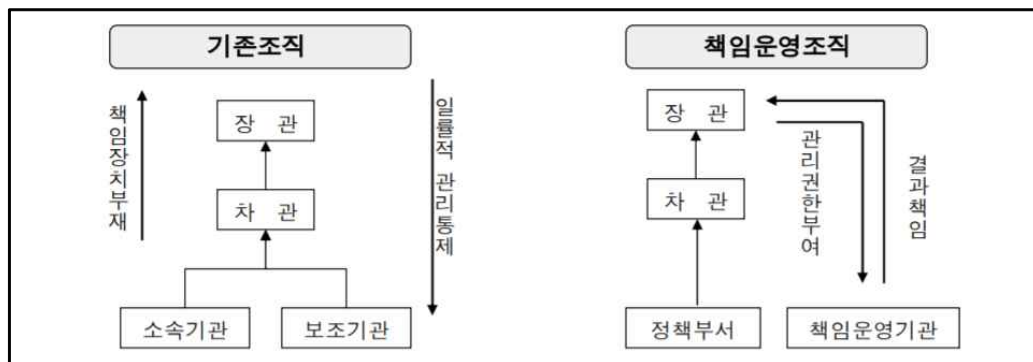 기존조직
책임장치부재
장 관
차 관
소속기관
보조기관
일률적 관리통제
책임운영조직
장 관
차 관
정책부서
책임운영기관
관리권한부여
결과책임